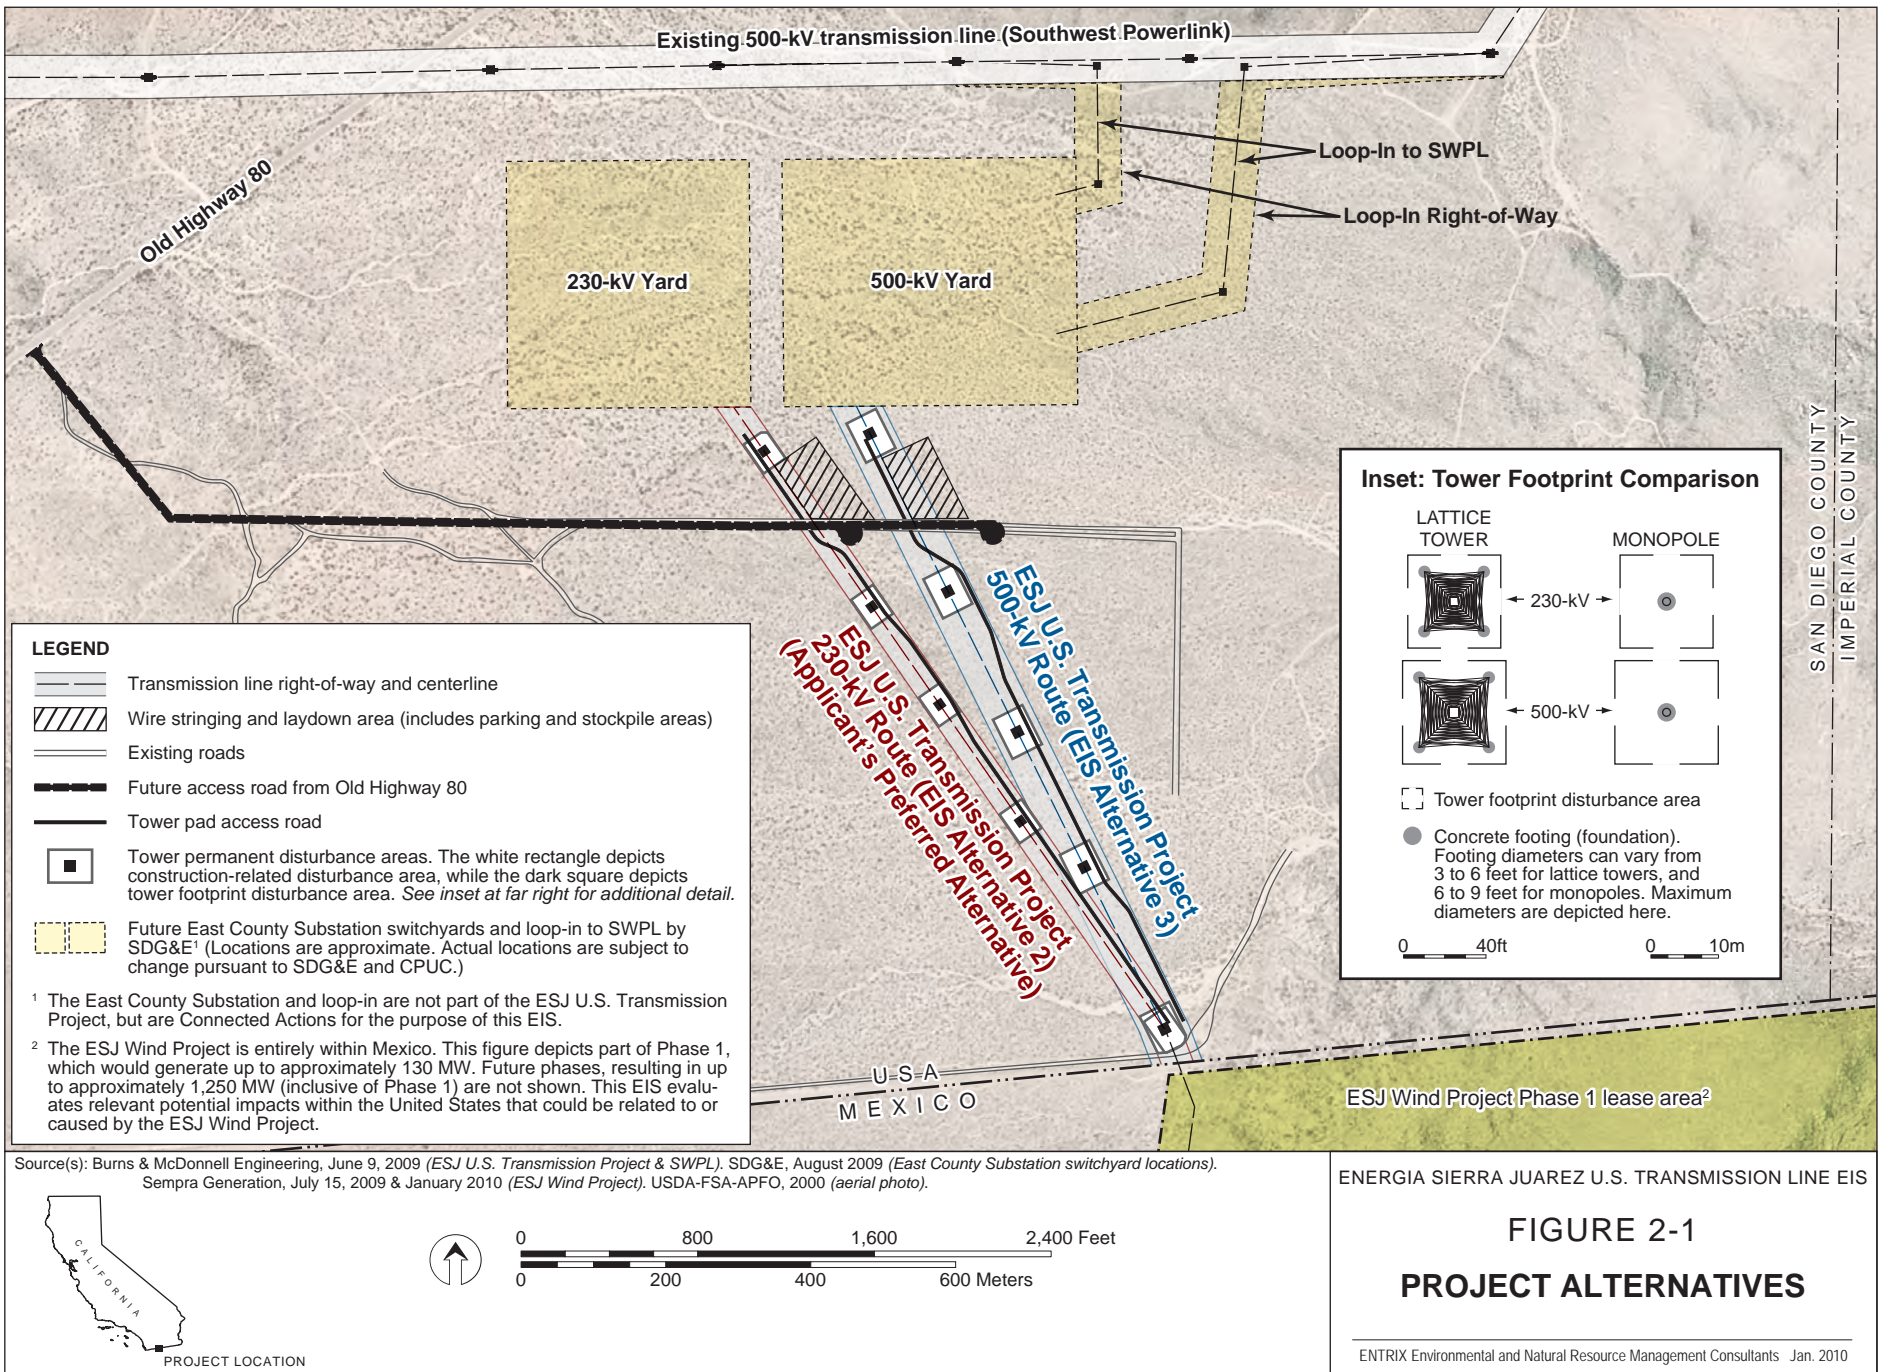 Existing 500-kV transmission line (Southwest Powerlink)
Old Highway 80
Loop-In to SWPL
Loop-In Right-of-Way
230-kV Yard
500-kV Yard
SAN DIEGO COUNTY
IMPERIAL COUNTY
ESJ U.S. Transmission Project
500-kV Route (EIS Alternative 3)
ESJ U.S. Transmission Project
230-kV Route (EIS Alternative 2)
(Applicant's Preferred Alternative)
Inset: Tower Footprint Comparison
LATTICE
TOWER
MONOPOLE
230-kV
500-kV
Tower footprint disturbance area
Concrete footing (foundation).
Footing diameters can vary from
3 to 6 feet for lattice towers, and
6 to 9 feet for monopoles. Maximum
diameters are depicted here.
0 40ft
0 10m
LEGEND
Transmission line right-of-way and centerline
Wire stringing and laydown area (includes parking and stockpile areas)
Existing roads
Future access road from Old Highway 80
Tower pad access road
Tower permanent disturbance areas. The white rectangle depicts
construction-related disturbance area, while the dark square depicts
tower footprint disturbance area. See inset at far right for additional detail.
Future East County Substation switchyards and loop-in to SWPL by
SDG&E¹ (Locations are approximate. Actual locations are subject to
change pursuant to SDG&E and CPUC.)
¹ The East County Substation and loop-in are not part of the ESJ U.S. Transmission
Project, but are Connected Actions for the purpose of this EIS.
² The ESJ Wind Project is entirely within Mexico. This figure depicts part of Phase 1,
which would generate up to approximately 130 MW. Future phases, resulting in up
to approximately 1,250 MW (inclusive of Phase 1) are not shown. This EIS evalu-
ates relevant potential impacts within the United States that could be related to or
caused by the ESJ Wind Project.
USA
MEXICO
ESJ Wind Project Phase 1 lease area²
Source(s): Burns & McDonnell Engineering, June 9, 2009 (ESJ U.S. Transmission Project & SWPL). SDG&E, August 2009 (East County Substation switchyard locations).
Sempra Generation, July 15, 2009 & January 2010 (ESJ Wind Project). USDA-FSA-APFO, 2000 (aerial photo).
CALIFORNIA
PROJECT LOCATION
0 800 1,600 2,400 Feet
0 200 400 600 Meters
ENERGIA SIERRA JUAREZ U.S. TRANSMISSION LINE EIS
FIGURE 2-1
PROJECT ALTERNATIVES
ENTRIX Environmental and Natural Resource Management Consultants Jan. 2010